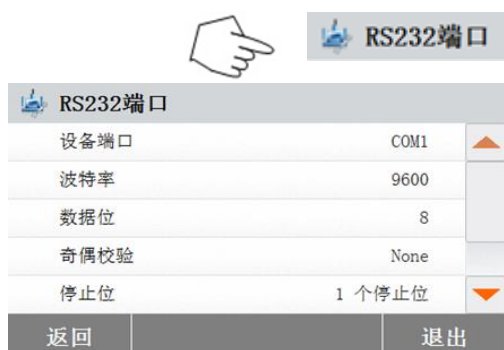 RS232端口
RS232端口
设备端口 COM1
波特率 9600
数据位 8
奇偶校验 None
停止位 1 个停止位
返回 退出